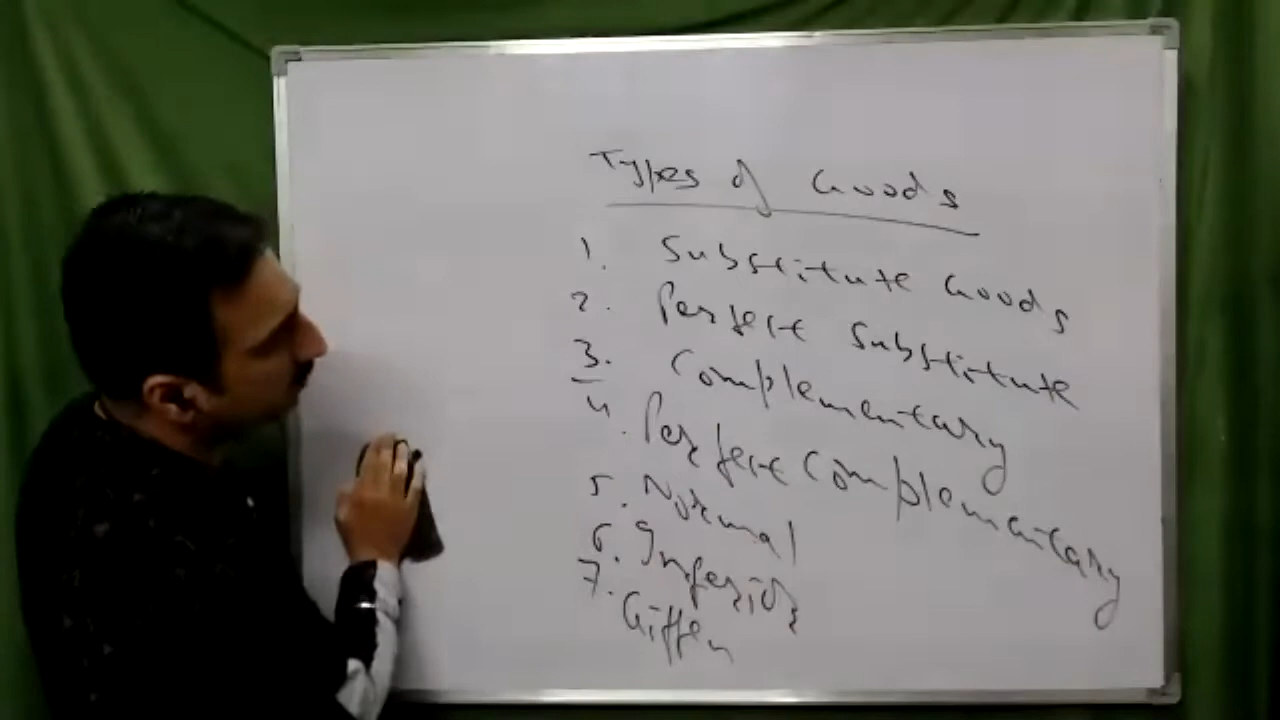 Types of Goods
1. Substitute Goods
2. Perfect Substitute
3. Complementary
4. Perfect Complementary
5. Normal
6. Inferior
7. Giffen